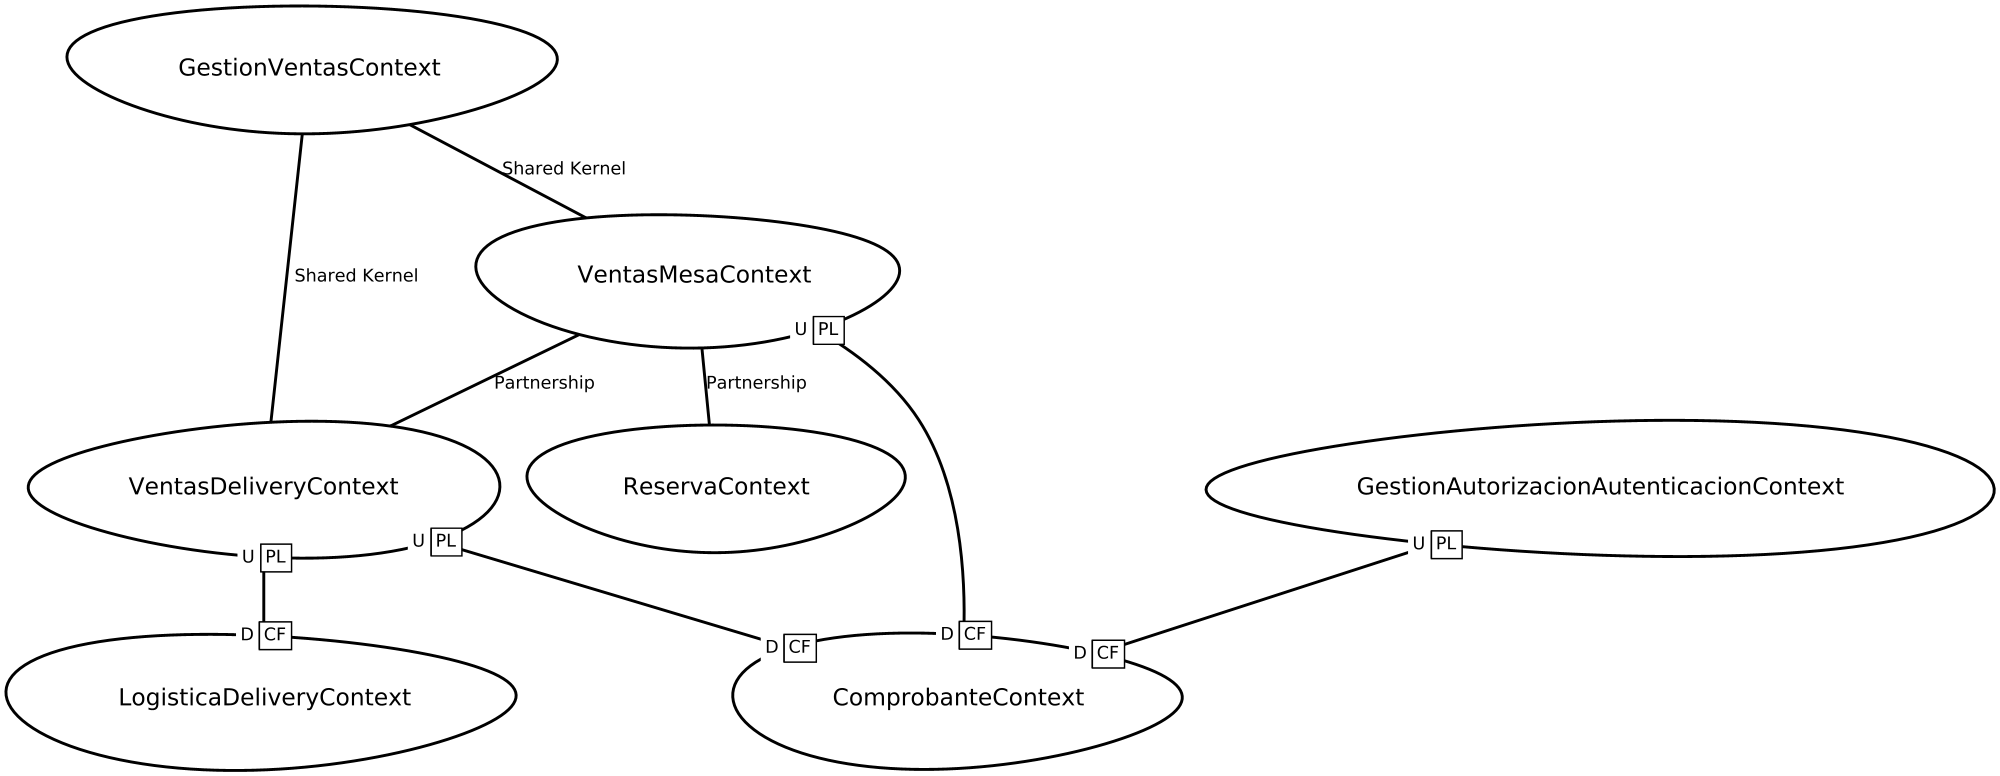 GestionVentasContext
Shared Kernel
Shared Kernel
VentasMesaContext
U PL
Partnership
Partnership
VentasDeliveryContext
ReservaContext
GestionAutorizacionAutenticacionContext
U PL
U PL
U PL
D CF
D CF
D CF
D CF
LogisticaDeliveryContext
ComprobanteContext